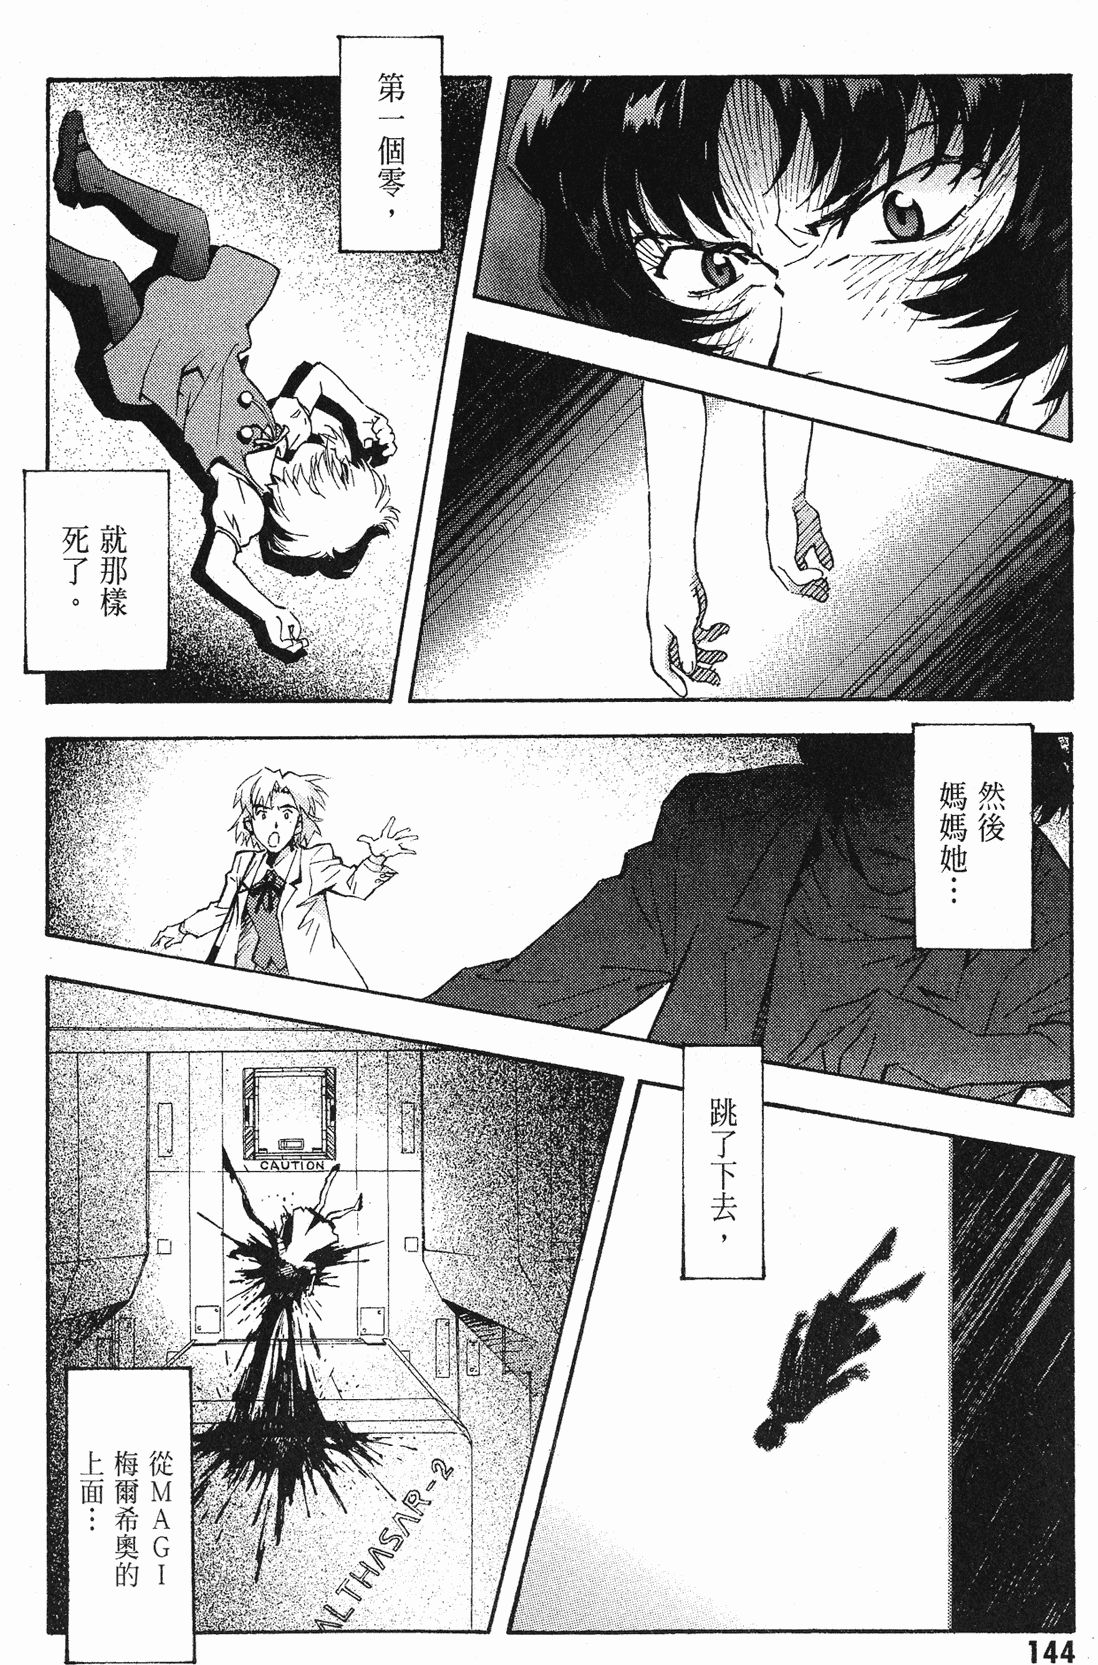 第一個零，
就那樣
死了。
然後
媽媽她…
跳了下去，
CAUTION
從MAGI
梅爾希奧的
上面…
ALTHASAR-2
144